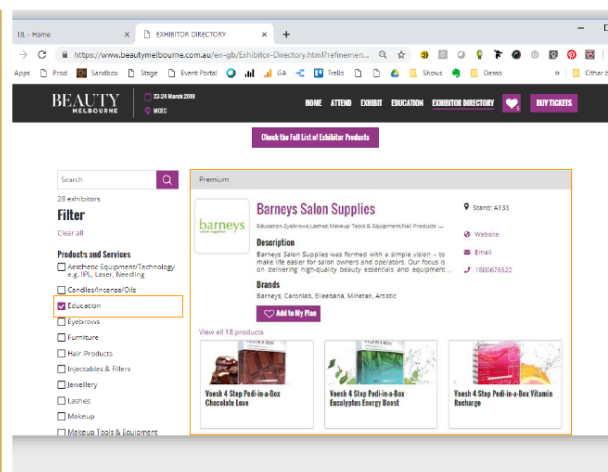 UL - Home
EXHIBITOR DIRECTORY
https://www.beautymelbourne.com.au/en-gb/Exhibitor-Directory.html?refinemen...
Apps Prod Sandbox Stage Event Portal GA Trello Shows Demo » Other b
BEAUTY
MELBOURNE
23-24 March 2019
MCEC
HOME ATTEND EXHIBIT EDUCATION EXHIBITOR DIRECTORY BUY TICKETS
Check the Full List of Exhibitor Products
Search
28 exhibitors
Filter
Clear all
Products and Services
Aesthetic Equipment/Technology
e.g. IPL, Laser, Needling
Candles/Incense/Oils
Education
Eyebrows
Furniture
Hair Products
Injectables & Fillers
Jewellery
Lashes
Makeup
Makeup Tools & Equipment
Premium
barneys
Barneys Salon Supplies
Education,Eyebrows,Lashes,Makeup Tools & Equipment,Nail Products ...
Description
Barneys Salon Supplies was formed with a simple vision – to
make life easier for salon owners and operators. Our focus is
on delivering high-quality beauty essentials and equipment...
Brands
Barneys, Caronlab, Elleebana, Minetan, Artistic
Add to My Plan
Stand: A133
Website
Email
1800676522
View all 18 products
Voesh 4 Step Pedi-in-a-Box
Chocolate Love
Voesh 4 Step Pedi-in-a-Box
Eucalyptus Energy Boost
Voesh 4 Step Pedi-in-a-Box Vitamin
Recharge